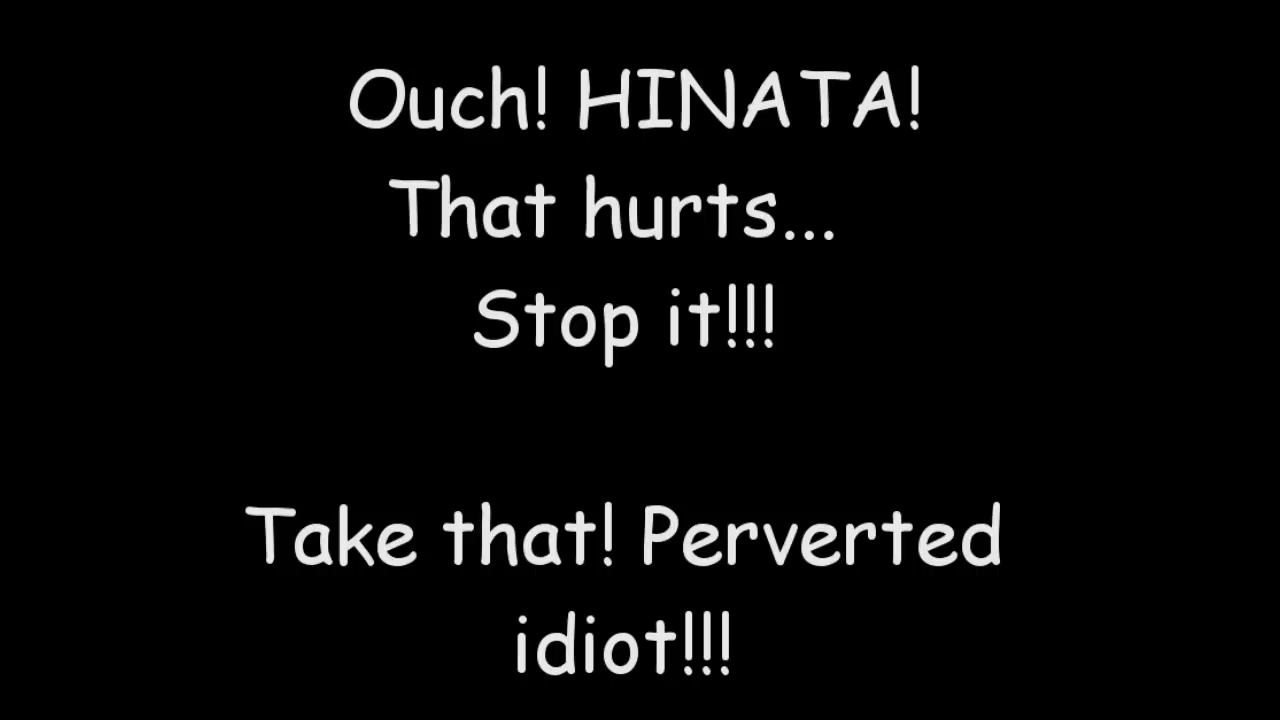 Ouch! HINATA!
That hurts...
Stop it!!!
Take that! Perverted
idiot!!!